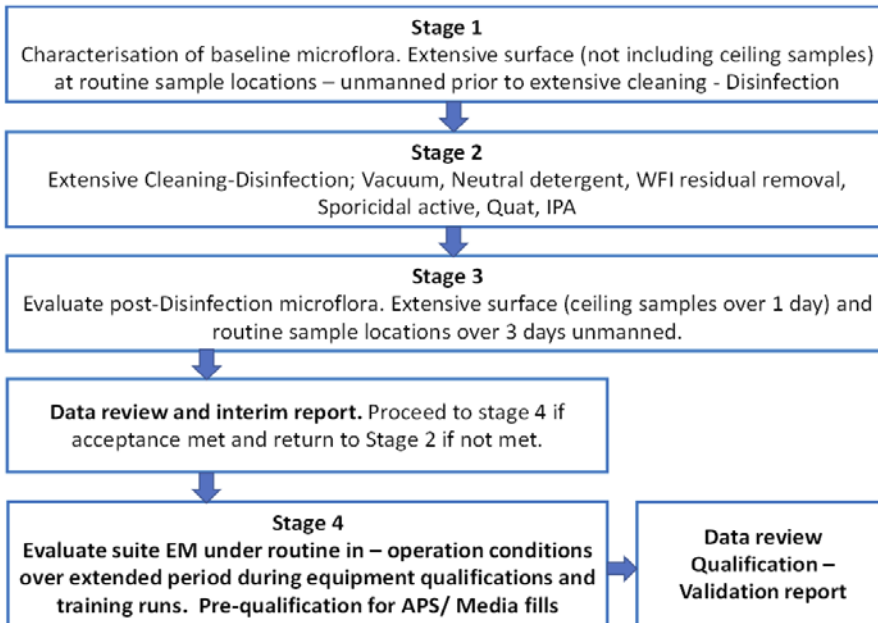 Stage 1
Characterisation of baseline microflora. Extensive surface (not including ceiling samples)
at routine sample locations – unmanned prior to extensive cleaning - Disinfection
Stage 2
Extensive Cleaning-Disinfection; Vacuum, Neutral detergent, WFI residual removal,
Sporicidal active, Quat, IPA
Stage 3
Evaluate post-Disinfection microflora. Extensive surface (ceiling samples over 1 day) and
routine sample locations over 3 days unmanned.
Data review and interim report. Proceed to stage 4 if
acceptance met and return to Stage 2 if not met.
Stage 4
Evaluate suite EM under routine in – operation conditions
over extended period during equipment qualifications and
training runs.  Pre-qualification for APS/ Media fills
Data review
Qualification –
Validation report